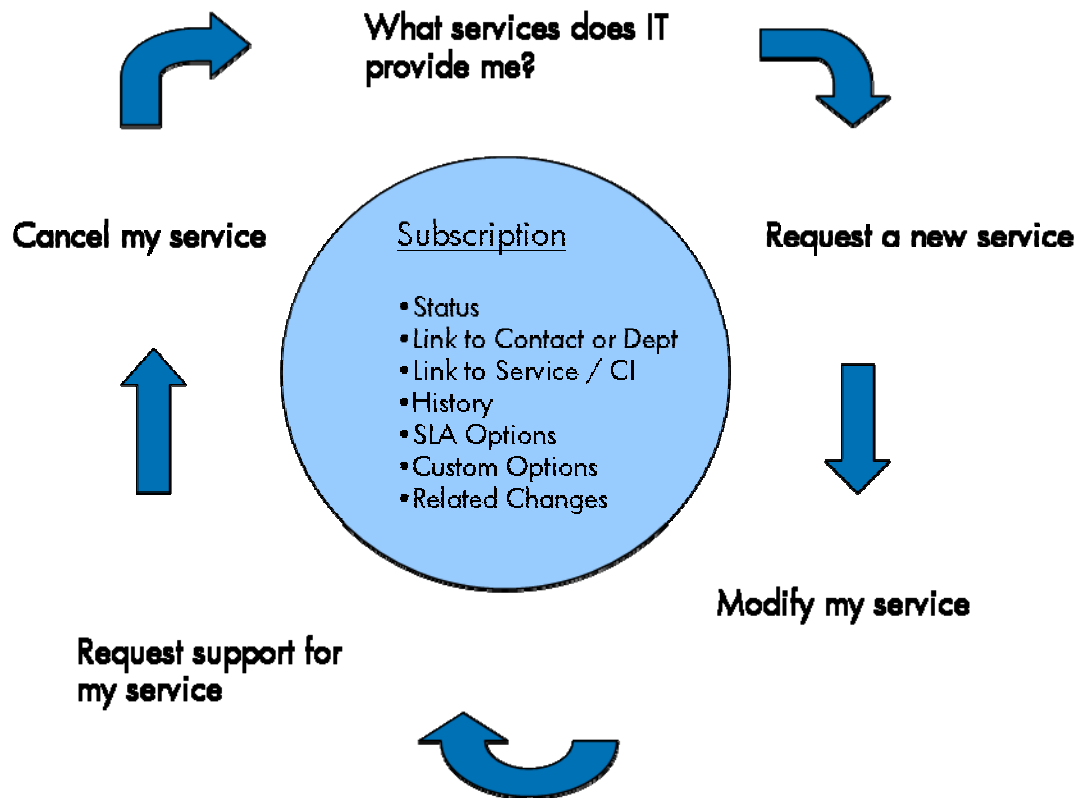 What services does IT
provide me?
Cancel my service
Request a new service
Subscription
•Status
•Link to Contact or Dept
•Link to Service / CI
•History
•SLA Options
•Custom Options
•Related Changes
Modify my service
Request support for
my service